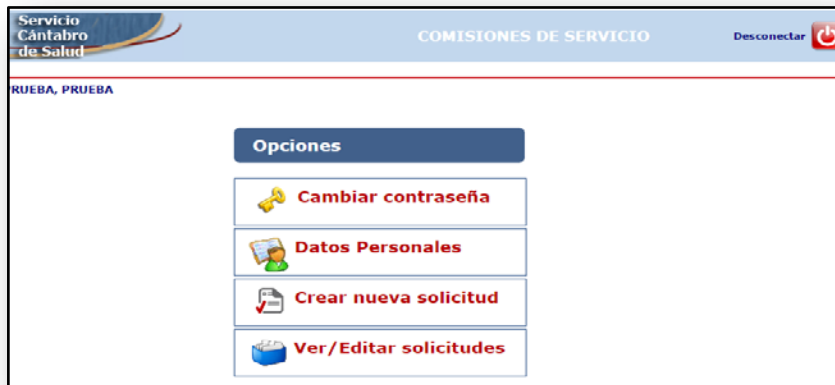 Servicio
Cántabro
de Salud
COMISIONES DE SERVICIO
Desconectar
RUEBA, PRUEBA
Opciones
Cambiar contraseña
Datos Personales
Crear nueva solicitud
Ver/Editar solicitudes